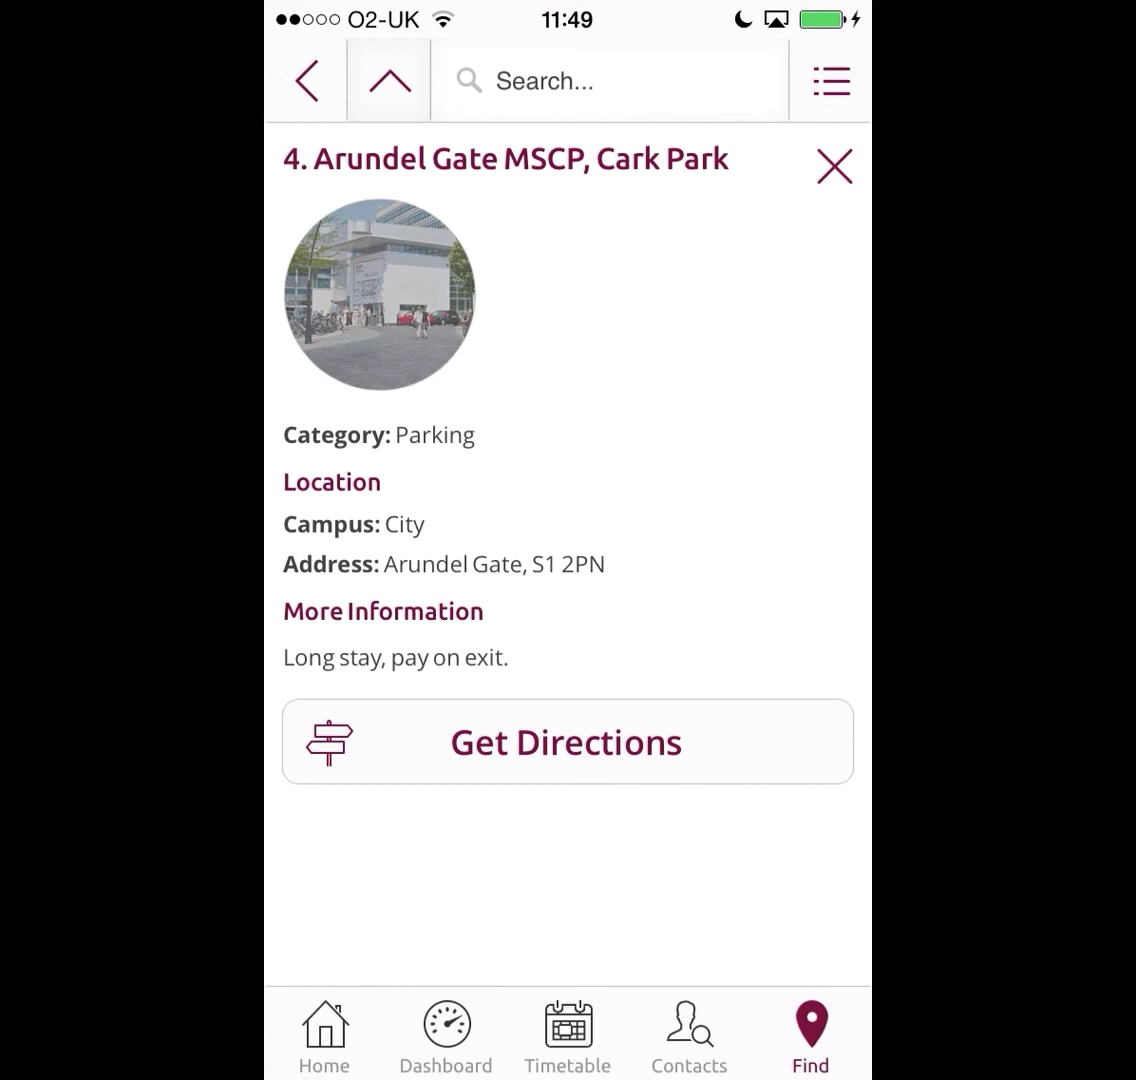 O2-UK 11:49
Search...
4. Arundel Gate MSCP, Cark Park
Category: Parking
Location
Campus: City
Address: Arundel Gate, S1 2PN
More Information
Long stay, pay on exit.
Get Directions
Home Dashboard Timetable Contacts Find